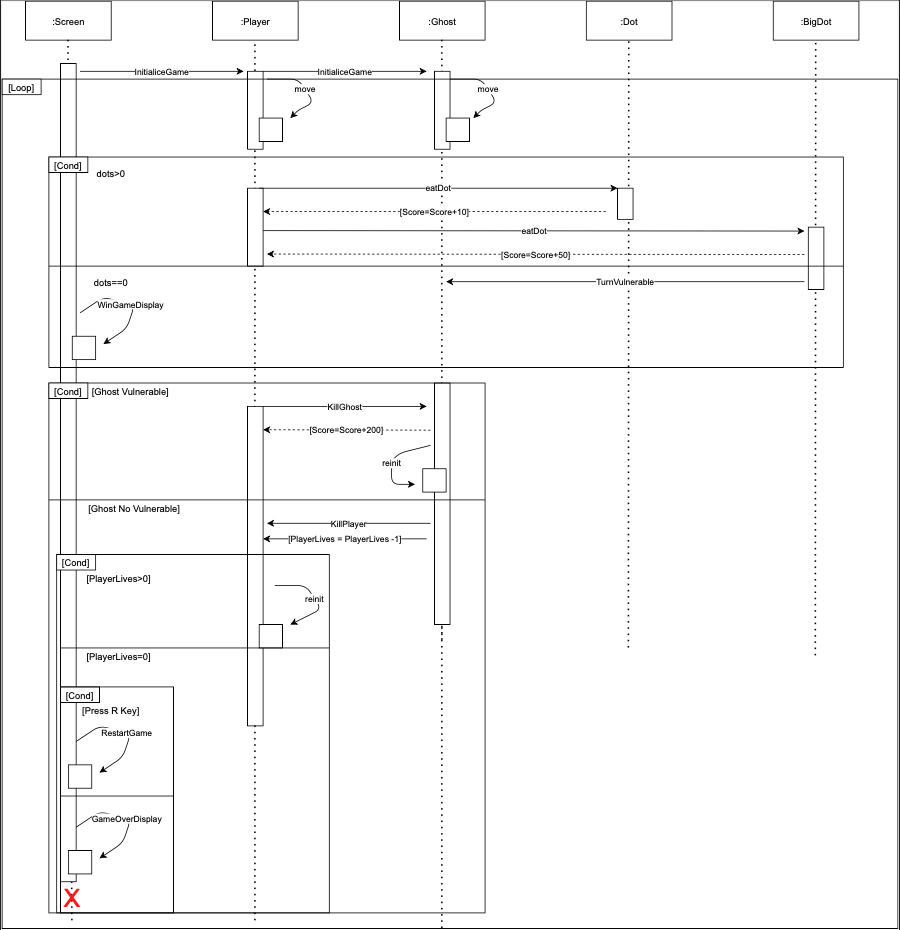 :Screen
:Player
:Ghost
:Dot
:BigDot
InitialiceGame
InitialiceGame
[Loop]
move
move
[Cond]
dots>0
eatDot
[Score=Score+10]
eatDot
[Score=Score+50]
dots==0
TurnVulnerable
WinGameDisplay
[Cond]
[Ghost Vulnerable]
KillGhost
[Score=Score+200]
reinit
[Ghost No Vulnerable]
KillPlayer
[PlayerLives = PlayerLives -1]
[Cond]
[PlayerLives>0]
reinit
[PlayerLives=0]
[Cond]
[Press R Key]
RestartGame
GameOverDisplay
X